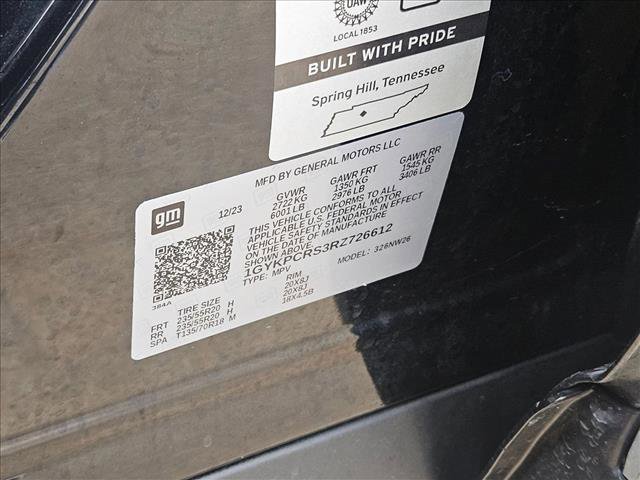 UAW
LOCAL 1853
BUILT WITH PRIDE
Spring Hill, Tennessee
gm
MFD BY GENERAL MOTORS LLC
12/23
GVWR
2722 KG
6001 LB
GAWR FRT
1350 KG
2976 LB
GAWR RR
1545 KG
3406 LB
THIS VEHICLE CONFORMS TO ALL
APPLICABLE U.S. FEDERAL MOTOR
VEHICLE SAFETY STANDARDS IN EFFECT
ON THE DATE OF MANUFACTURE
SHOWN ABOVE.
1GYKPCRS3RZ726612
TYPE: MPV
MODEL: 326NW26
384A
TIRE SIZE RIM
FRT 235/55R20 H 20X8J
RR 235/55R20 H 20X8J
SPA T135/70R18 M 18X4.5B